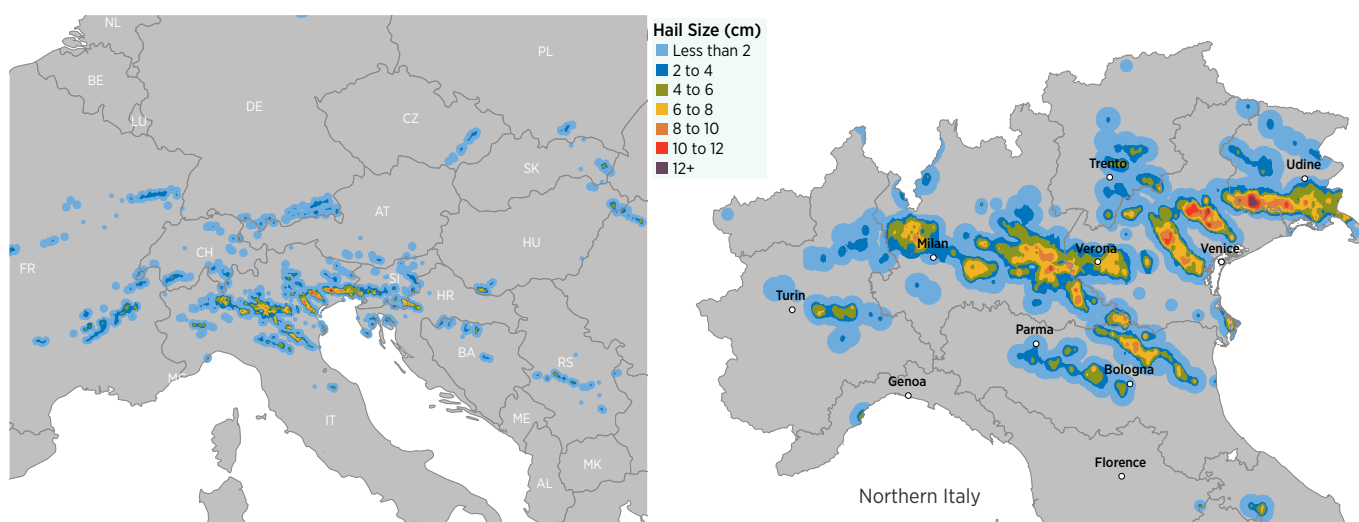 NL
BE
LU
DE
PL
CZ
SK
AT
HU
CH
FR
SI
HR
BA
RS
IT
ME
MK
AL
Hail Size (cm)
Less than 2
2 to 4
4 to 6
6 to 8
8 to 10
10 to 12
12+
Trento
Udine
Milan
Verona
Venice
Turin
Parma
Bologna
Genoa
Florence
Northern Italy